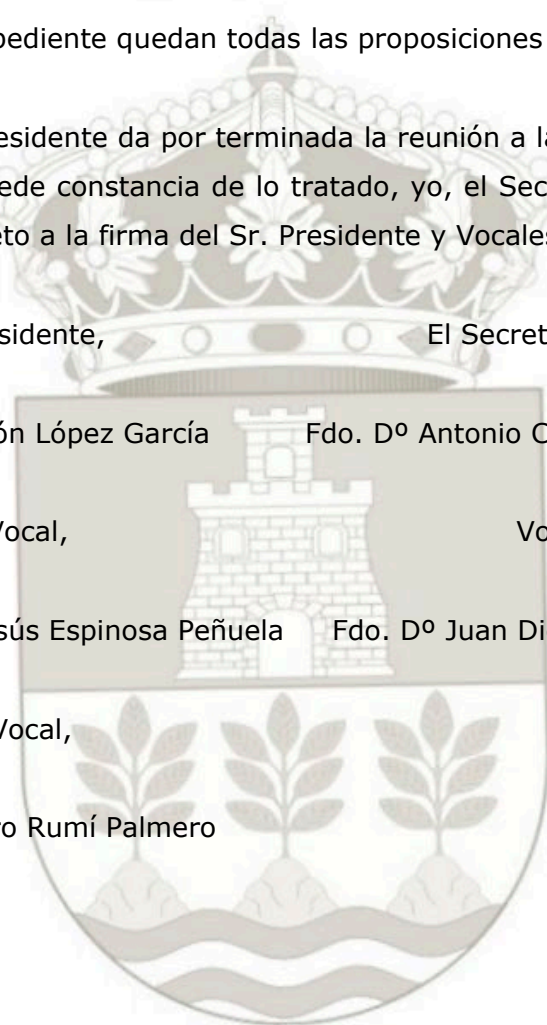 pediente quedan todas las proposiciones
esidente da por terminada la reunión a la
ede constancia de lo tratado, yo, el Sec
eto a la firma del Sr. Presidente y Vocales
sidente, El Secret
ón López García Fdo. Dº Antonio C
Vocal, Vo
sús Espinosa Peñuela Fdo. Dº Juan Di
Vocal,
ro Rumí Palmero